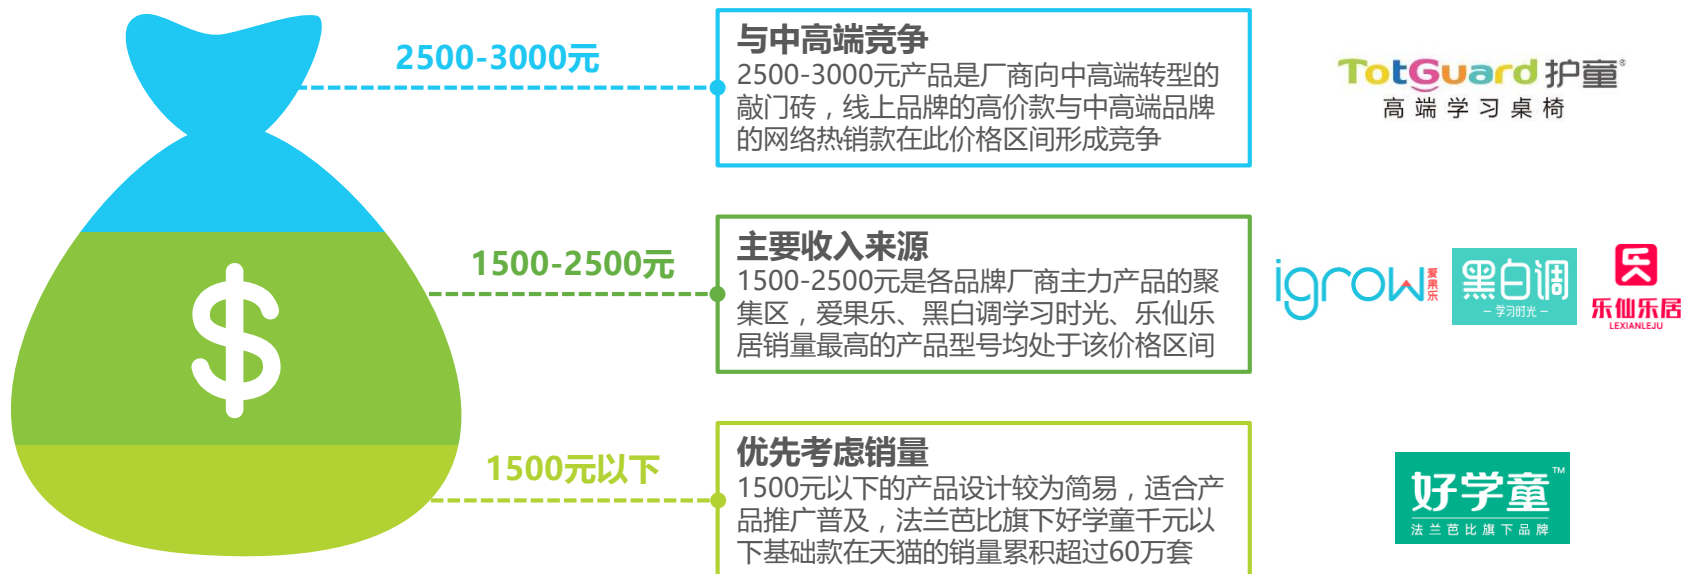 2500-3000元
与中高端竞争
2500-3000元产品是厂商向中高端转型的
敲门砖，线上品牌的高价款与中高端品牌
的网络热销款在此价格区间形成竞争
TotGuard 护童®
高端学习桌椅
$
1500-2500元
主要收入来源
1500-2500元是各品牌厂商主力产品的聚
集区，爱果乐、黑白调学习时光、乐仙乐
居销量最高的产品型号均处于该价格区间
igrow 爱果乐
黑白调
－学习时光－
乐仙乐居
LEXIANLEJU
1500元以下
优先考虑销量
1500元以下的产品设计较为简易，适合产
品推广普及，法兰芭比旗下好学童千元以
下基础款在天猫的销量累积超过60万套
好学童™
法兰芭比旗下品牌